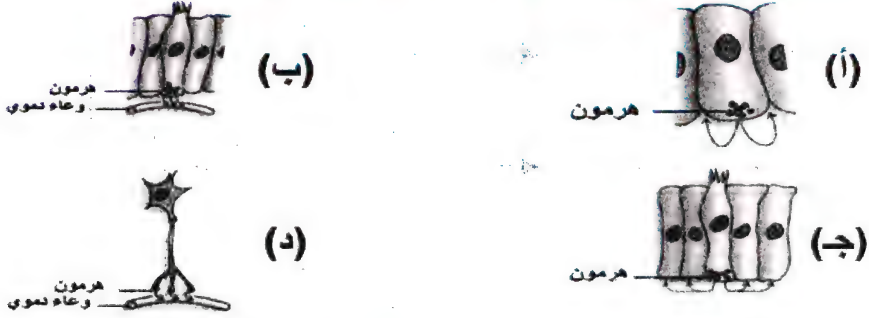 (أ)
هرمون
(ب)
هرمون
وعاء دموي
(جـ)
هرمون
(د)
هرمون
وعاء دموي